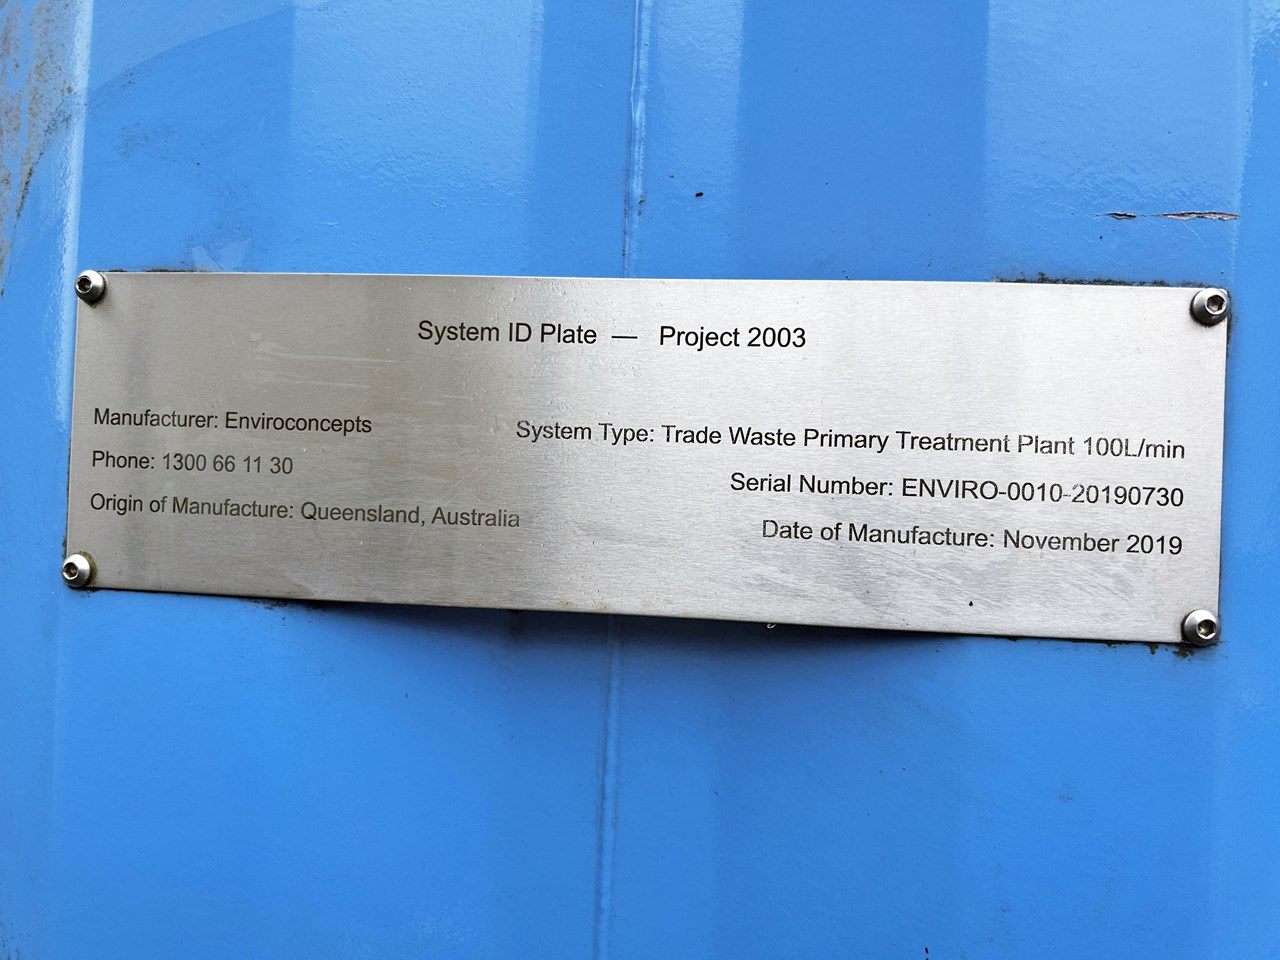 System ID Plate — Project 2003
Manufacturer: Enviroconcepts
Phone: 1300 66 11 30
Origin of Manufacture: Queensland, Australia
System Type: Trade Waste Primary Treatment Plant 100L/min
Serial Number: ENVIRO-0010-20190730
Date of Manufacture: November 2019